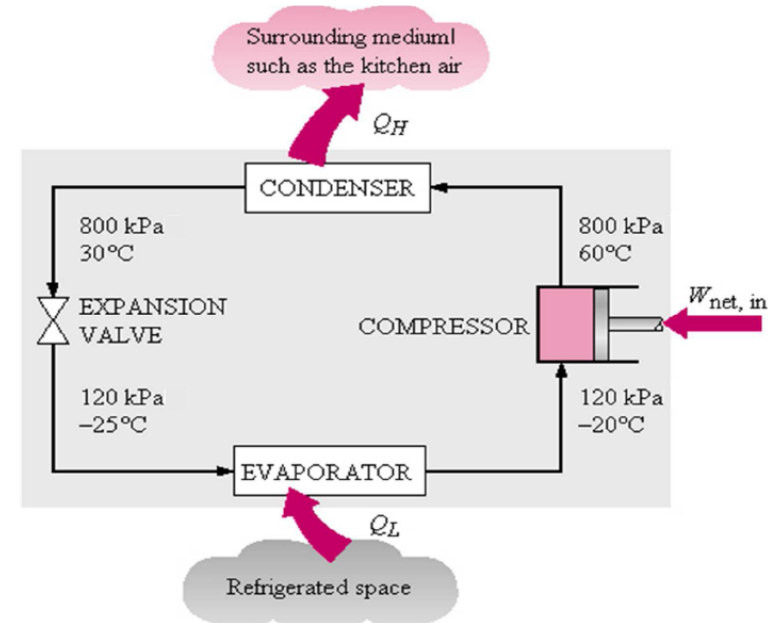 Surrounding medium
such as the kitchen air
QH
CONDENSER
800 kPa
30°C
800 kPa
60°C
EXPANSION
VALVE
COMPRESSOR
Wnet, in
120 kPa
–25°C
120 kPa
–20°C
EVAPORATOR
QL
Refrigerated space